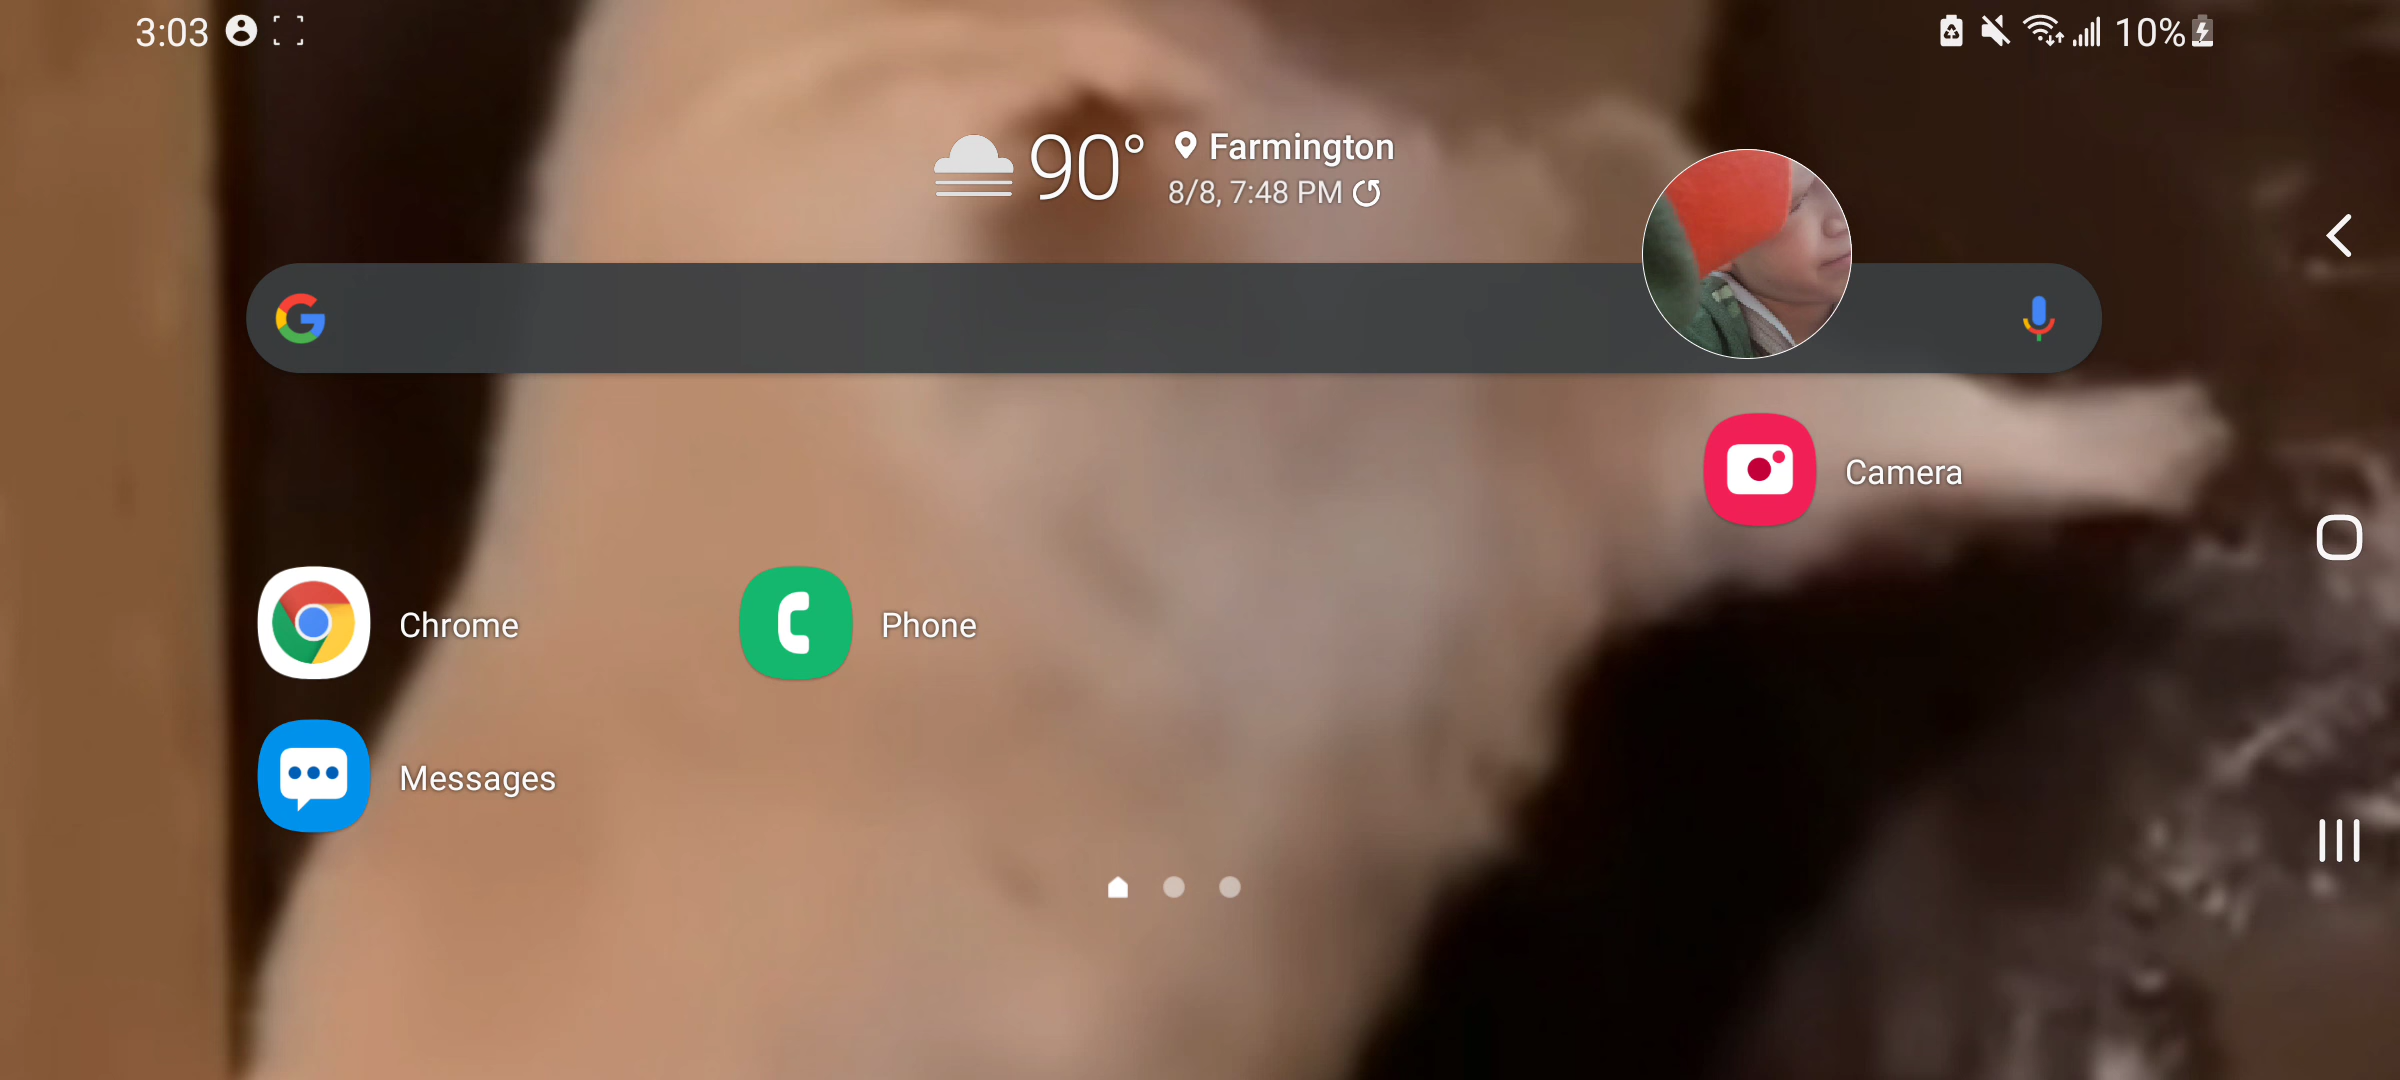 3:03
10%
90°
Farmington
8/8, 7:48 PM
Camera
Chrome
Phone
Messages